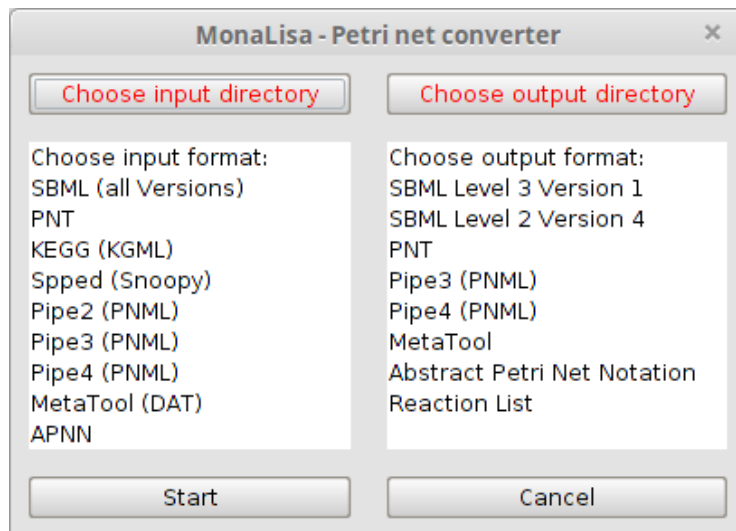 MonaLisa - Petri net converter ×
Choose input directory
Choose output directory
Choose input format:
SBML (all Versions)
PNT
KEGG (KGML)
Spped (Snoopy)
Pipe2 (PNML)
Pipe3 (PNML)
Pipe4 (PNML)
MetaTool (DAT)
APNN
Choose output format:
SBML Level 3 Version 1
SBML Level 2 Version 4
PNT
Pipe3 (PNML)
Pipe4 (PNML)
MetaTool
Abstract Petri Net Notation
Reaction List
Start
Cancel